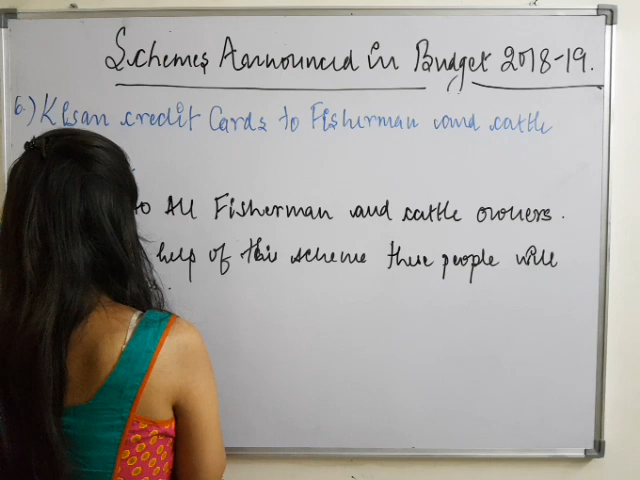 Schemes Announced in Budget 2018-19.
6.) Kisan credit Cards to Fisherman and cattle
to All Fisherman and cattle owners.
help of this scheme these people will